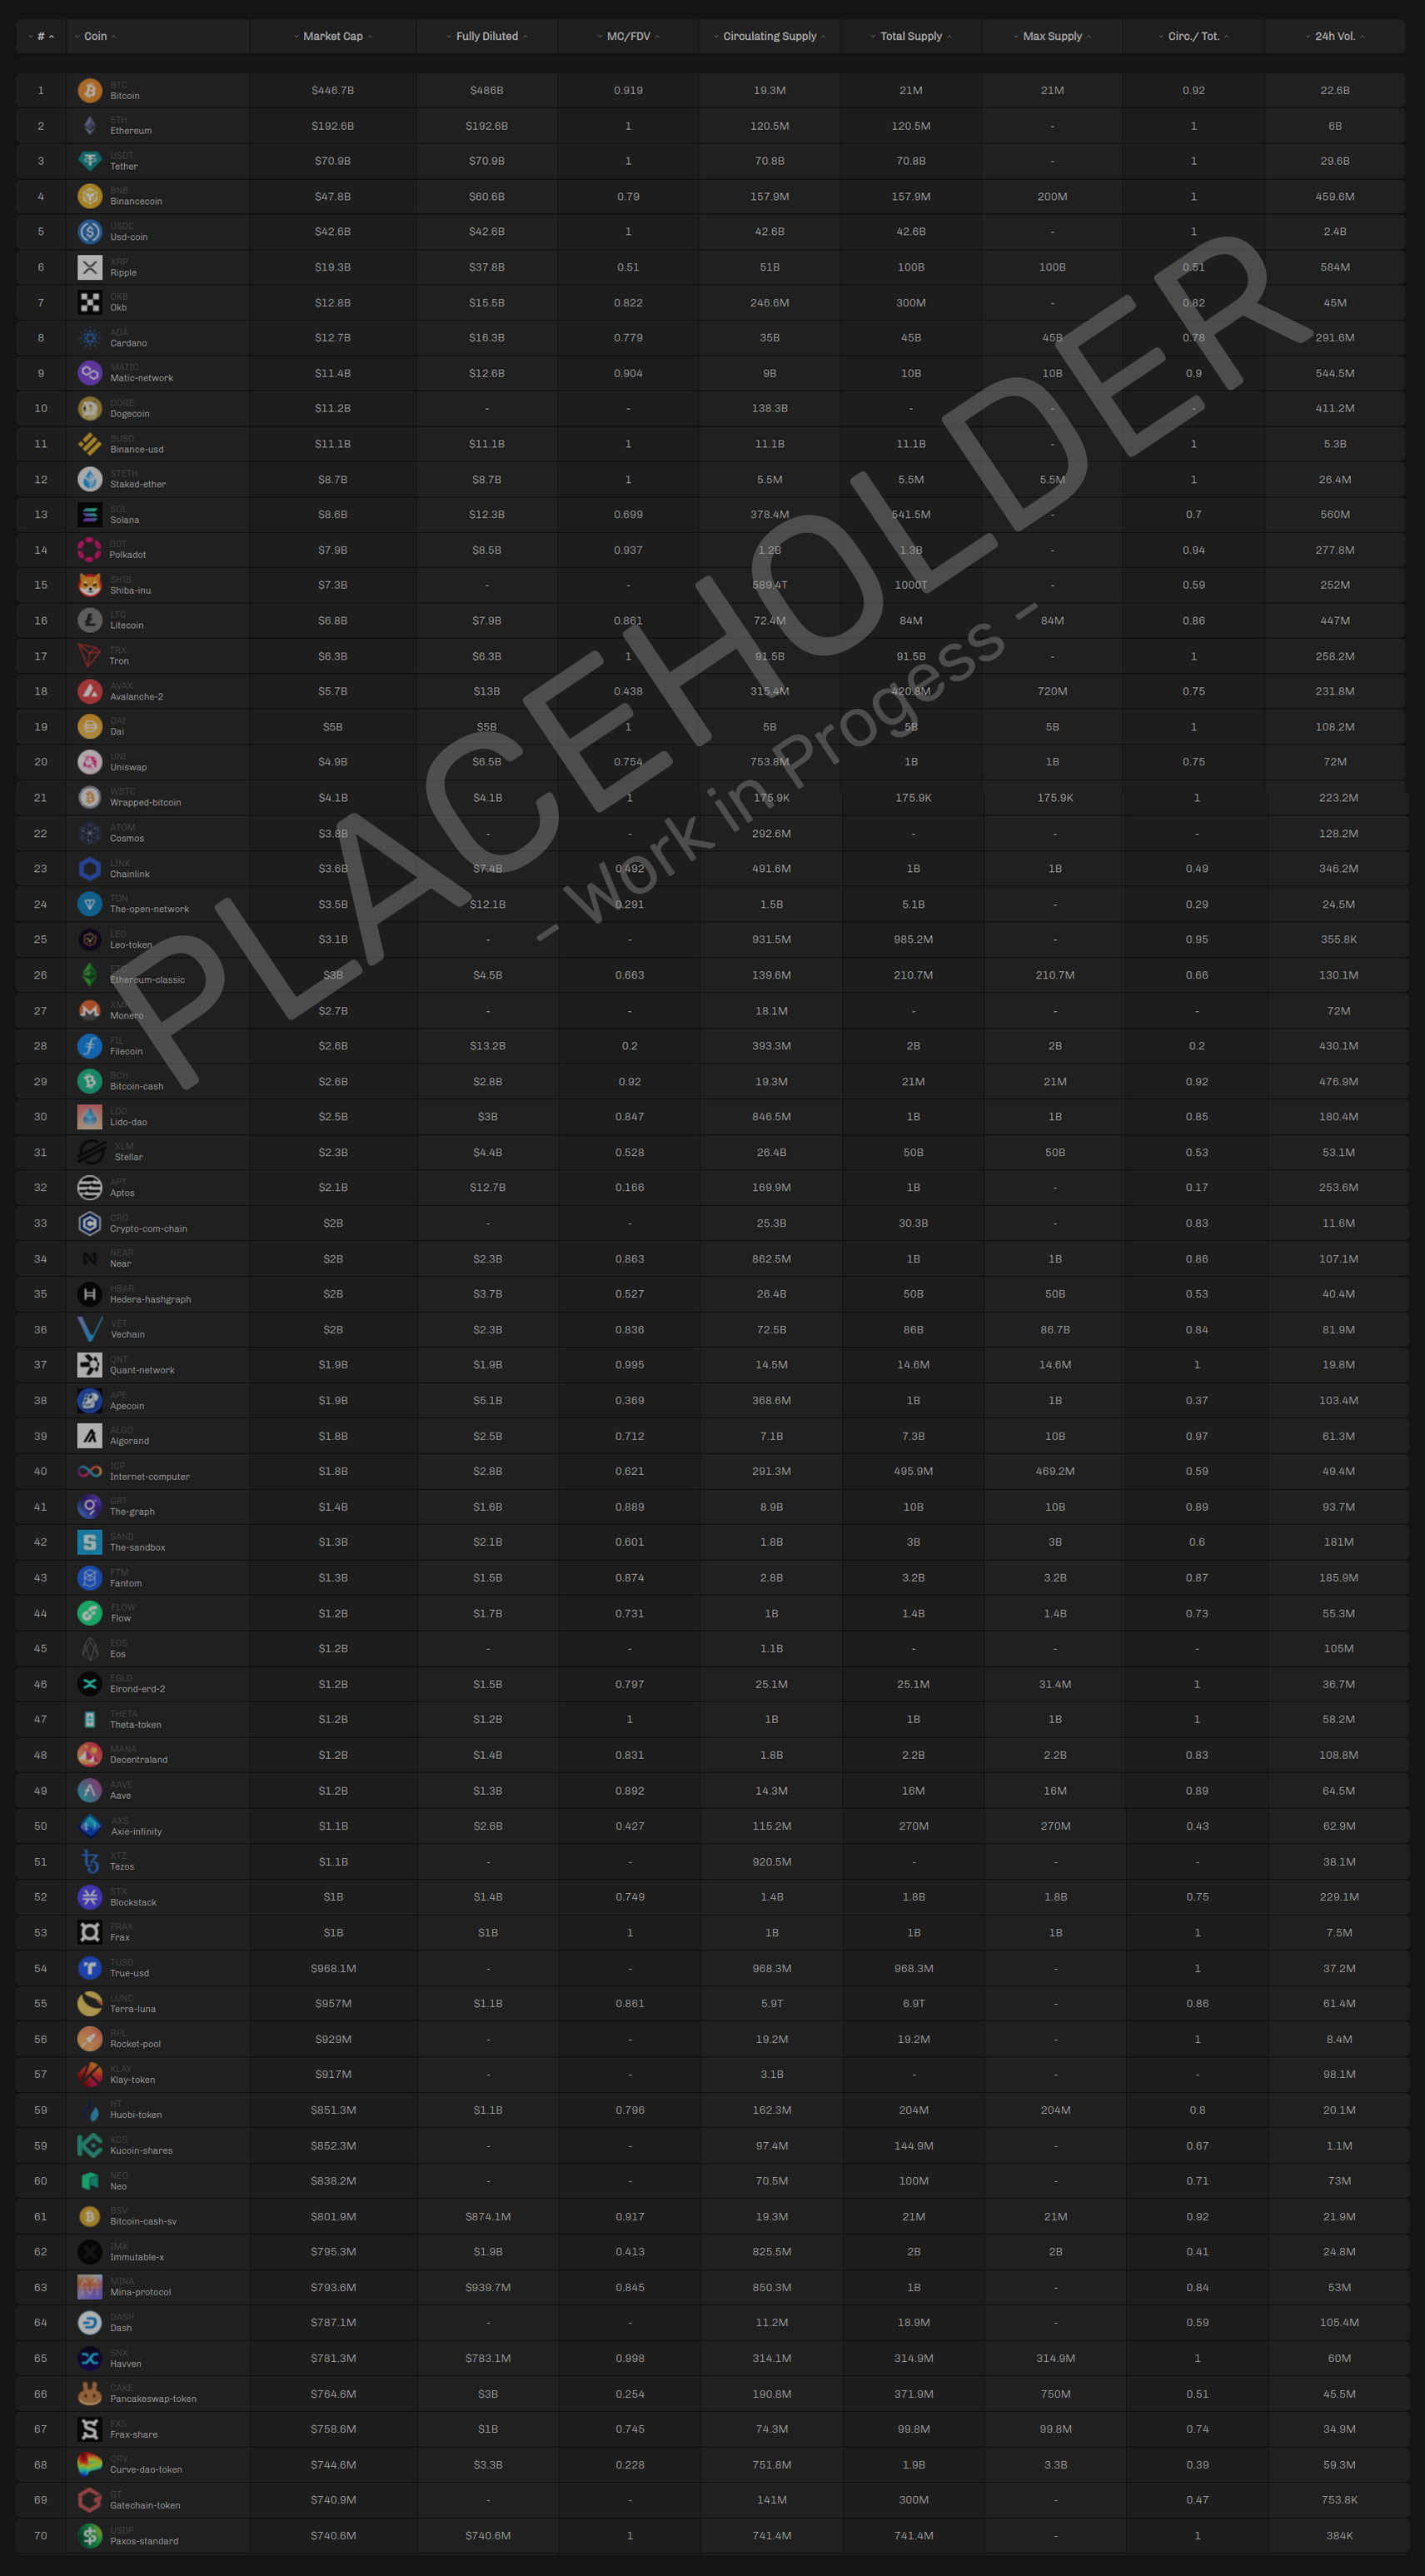 # Coin Market Cap Fully Diluted MC/FDV Circulating Supply Total Supply Max Supply Circ./ Tot. 24h Vol.
1 BTC Bitcoin $446.7B $486B 0.919 19.3M 21M 21M 0.92 22.6B
2 ETH Ethereum $192.6B $192.6B 1 120.5M 120.5M - 1 6B
3 USDT Tether $70.9B $70.9B 1 70.8B 70.8B - 1 29.6B
4 BNB Binancecoin $47.8B $60.6B 0.79 157.9M 157.9M 200M 1 459.6M
5 USDC Usd-coin $42.6B $42.6B 1 42.6B 42.6B - 1 2.4B
6 XRP Ripple $19.3B $37.8B 0.51 51B 100B 100B 0.51 584M
7 OKB Okb $12.8B $15.5B 0.822 246.6M 300M - 0.82 45M
8 ADA Cardano $12.7B $16.3B 0.779 35B 45B 45B 0.78 291.6M
9 MATIC Matic-network $11.4B $12.6B 0.904 9B 10B 10B 0.9 544.5M
10 DOGE Dogecoin $11.2B - - 138.3B - - - 411.2M
11 BUSD Binance-usd $11.1B $11.1B 1 11.1B 11.1B - 1 5.3B
12 STETH Staked-ether $8.7B $8.7B 1 5.5M 5.5M 5.5M 1 26.4M
13 SOL Solana $8.6B $12.3B 0.699 378.4M 541.5M - 0.7 560M
14 DOT Polkadot $7.9B $8.5B 0.937 1.2B 1.3B - 0.94 277.8M
15 SHIB Shiba-inu $7.3B - - 589.4T 1000T - 0.59 252M
16 LTC Litecoin $6.8B $7.9B 0.861 72.4M 84M 84M 0.86 447M
17 TRX Tron $6.3B $6.3B 1 91.5B 91.5B - 1 258.2M
18 AVAX Avalanche-2 $5.7B $13B 0.438 315.4M 420.8M 720M 0.75 231.8M
19 DAI Dai $5B $5B 1 5B 5B 5B 1 108.2M
20 UNI Uniswap $4.9B $6.5B 0.754 753.8M 1B 1B 0.75 72M
21 WBTC Wrapped-bitcoin $4.1B $4.1B 1 175.9K 175.9K 175.9K 1 223.2M
22 ATOM Cosmos $3.8B - - 292.6M - - - 128.2M
23 LINK Chainlink $3.6B $7.4B 0.492 491.6M 1B 1B 0.49 346.2M
24 TON The-open-network $3.5B $12.1B 0.291 1.5B 5.1B - 0.29 24.5M
25 LEO Leo-token $3.1B - - 931.5M 985.2M - 0.95 355.8K
26 ETC Ethereum-classic $3B $4.5B 0.663 139.6M 210.7M 210.7M 0.66 130.1M
27 XMR Monero $2.7B - - 18.1M - - - 72M
28 FIL Filecoin $2.6B $13.2B 0.2 393.3M 2B 2B 0.2 430.1M
29 BCH Bitcoin-cash $2.6B $2.8B 0.92 19.3M 21M 21M 0.92 476.9M
30 LDO Lido-dao $2.5B $3B 0.847 846.5M 1B 1B 0.85 180.4M
31 XLM Stellar $2.3B $4.4B 0.528 26.4B 50B 50B 0.53 53.1M
32 APT Aptos $2.1B $12.7B 0.166 169.9M 1B - 0.17 253.6M
33 CRO Crypto-com-chain $2B - - 25.3B 30.3B - 0.83 11.6M
34 NEAR Near $2B $2.3B 0.863 862.5M 1B 1B 0.86 107.1M
35 HBAR Hedera-hashgraph $2B $3.7B 0.527 26.4B 50B 50B 0.53 40.4M
36 VET Vechain $2B $2.3B 0.836 72.5B 86B 86.7B 0.84 81.9M
37 QNT Quant-network $1.9B $1.9B 0.995 14.5M 14.6M 14.6M 1 19.8M
38 APE Apecoin $1.9B $5.1B 0.369 368.6M 1B 1B 0.37 103.4M
39 ALGO Algorand $1.8B $2.5B 0.712 7.1B 7.3B 10B 0.97 61.3M
40 ICP Internet-computer $1.8B $2.8B 0.621 291.3M 495.9M 469.2M 0.59 49.4M
41 GRT The-graph $1.4B $1.6B 0.889 8.9B 10B 10B 0.89 93.7M
42 SAND The-sandbox $1.3B $2.1B 0.601 1.8B 3B 3B 0.6 181M
43 FTM Fantom $1.3B $1.5B 0.874 2.8B 3.2B 3.2B 0.87 185.9M
44 FLOW Flow $1.2B $1.7B 0.731 1B 1.4B 1.4B 0.73 55.3M
45 EOS Eos $1.2B - - 1.1B - - - 105M
46 EGLD Elrond-erd-2 $1.2B $1.5B 0.797 25.1M 25.1M 31.4M 1 36.7M
47 THETA Theta-token $1.2B $1.2B 1 1B 1B 1B 1 58.2M
48 MANA Decentraland $1.2B $1.4B 0.831 1.8B 2.2B 2.2B 0.83 108.8M
49 AAVE Aave $1.2B $1.3B 0.892 14.3M 16M 16M 0.89 64.5M
50 AXS Axie-infinity $1.1B $2.6B 0.427 115.2M 270M 270M 0.43 62.9M
51 XTZ Tezos $1.1B - - 920.5M - - - 38.1M
52 STX Blockstack $1B $1.4B 0.749 1.4B 1.8B 1.8B 0.75 229.1M
53 FRAX Frax $1B $1B 1 1B 1B 1B 1 7.5M
54 TUSD True-usd $968.1M - - 968.3M 968.3M - 1 37.2M
55 LUNC Terra-luna $957M $1.1B 0.861 5.9T 6.9T - 0.86 61.4M
56 RPL Rocket-pool $929M - - 19.2M 19.2M - 1 8.4M
57 KLAY Klay-token $917M - - 3.1B - - - 98.1M
59 HT Huobi-token $851.3M $1.1B 0.796 162.3M 204M 204M 0.8 20.1M
59 KCS Kucoin-shares $852.3M - - 97.4M 144.9M - 0.67 1.1M
60 NEO Neo $838.2M - - 70.5M 100M - 0.71 73M
61 BSV Bitcoin-cash-sv $801.9M $874.1M 0.917 19.3M 21M 21M 0.92 21.9M
62 IMX Immutable-x $795.3M $1.9B 0.413 825.5M 2B 2B 0.41 24.8M
63 MINA Mina-protocol $793.6M $939.7M 0.845 850.3M 1B - 0.84 53M
64 DASH Dash $787.1M - - 11.2M 18.9M - 0.59 105.4M
65 SNX Havven $781.3M $783.1M 0.998 314.1M 314.9M 314.9M 1 60M
66 CAKE Pancakeswap-token $764.6M $3B 0.254 190.8M 371.9M 750M 0.51 45.5M
67 FXS Frax-share $758.6M $1B 0.745 74.3M 99.8M 99.8M 0.74 34.9M
68 CRV Curve-dao-token $744.6M $3.3B 0.228 751.8M 1.9B 3.3B 0.39 59.3M
69 GT Gatechain-token $740.9M - - 141M 300M - 0.47 753.8K
70 USDP Paxos-standard $740.6M $740.6M 1 741.4M 741.4M - 1 384K
PLACEHOLDER
- Work in Progess -